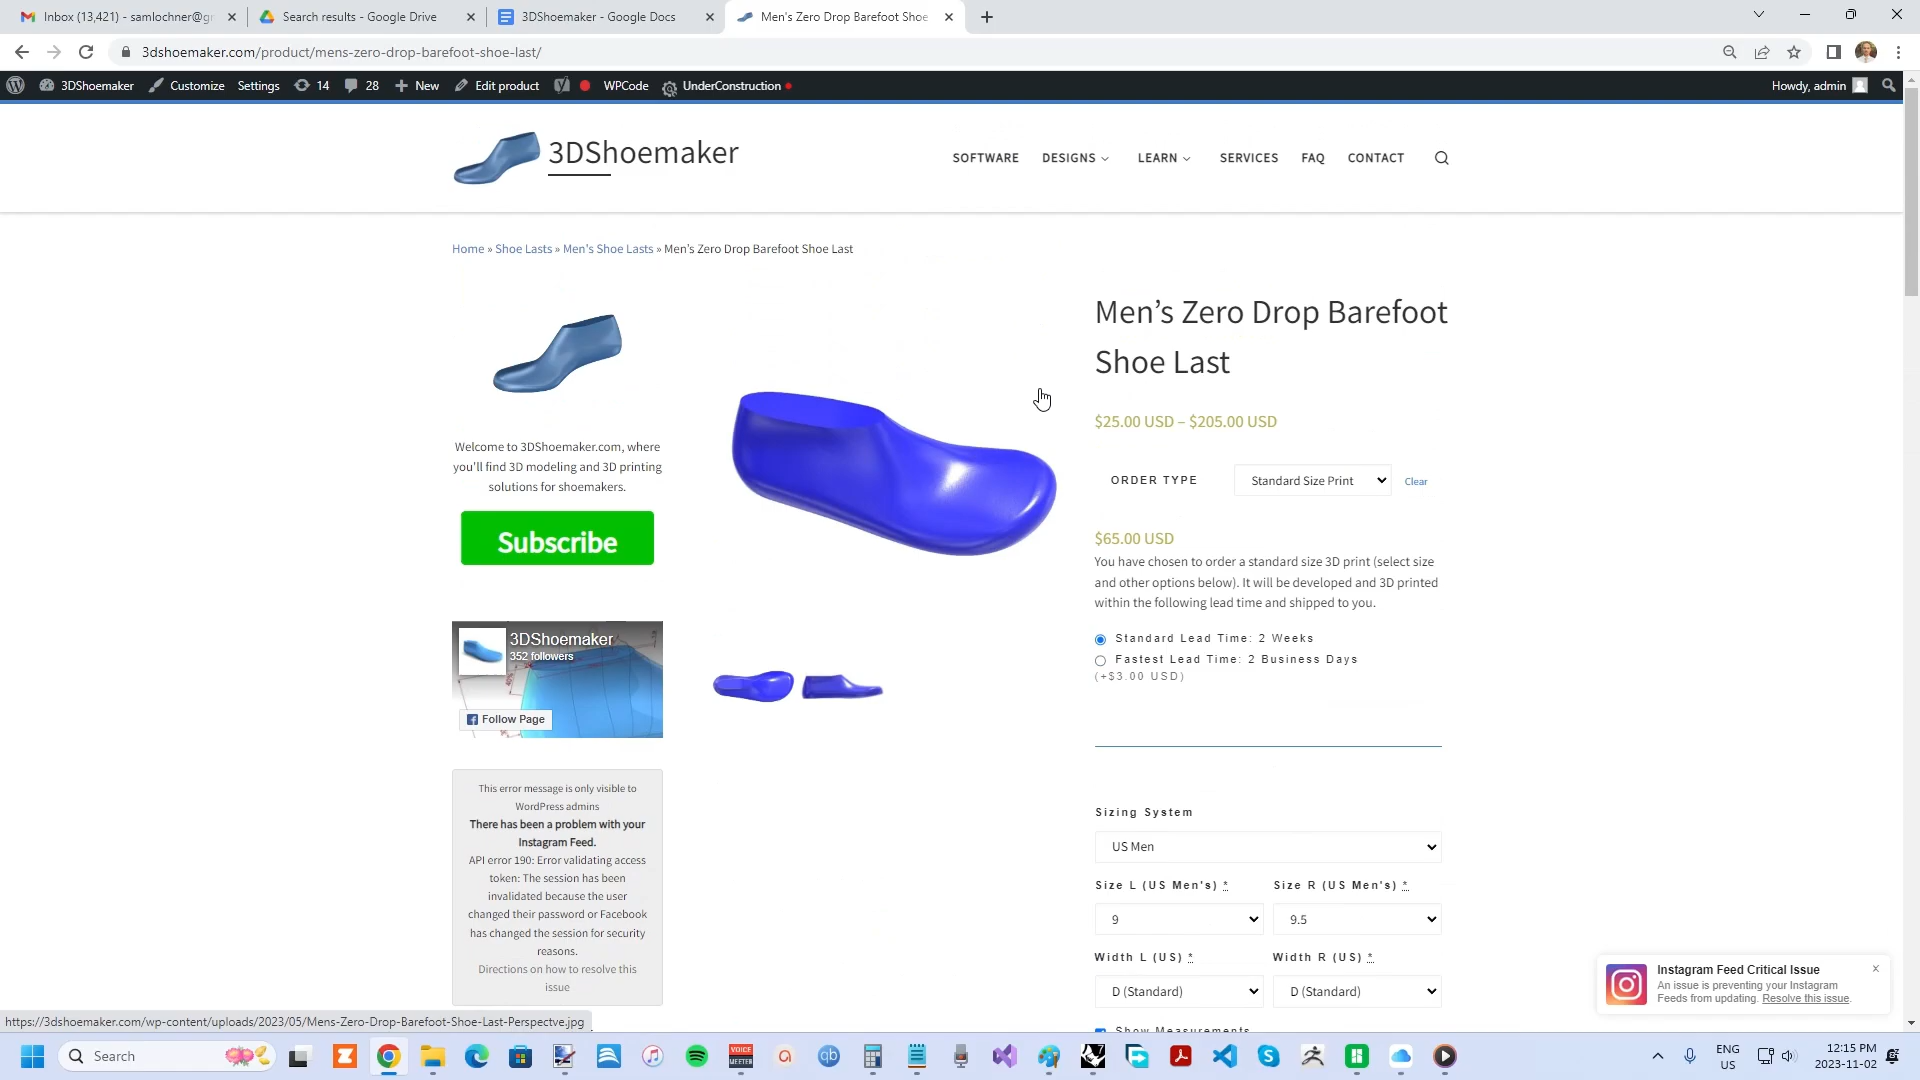 Inbox (13,421) - samlochner@gr
Search results - Google Drive
3DShoemaker - Google Docs
Men's Zero Drop Barefoot Shoe
3dshoemaker.com/product/mens-zero-drop-barefoot-shoe-last/
3DShoemaker
Customize
Settings
14
28
New
Edit product
WPCode
UnderConstruction
Howdy, admin
3DShoemaker
SOFTWARE
DESIGNS
LEARN
SERVICES
FAQ
CONTACT
Home » Shoe Lasts » Men's Shoe Lasts » Men’s Zero Drop Barefoot Shoe Last
Men’s Zero Drop Barefoot
Shoe Last
$25.00 USD – $205.00 USD
ORDER TYPE
Standard Size Print
Clear
$65.00 USD
You have chosen to order a standard size 3D print (select size
and other options below). It will be developed and 3D printed
within the following lead time and shipped to you.
Standard Lead Time: 2 Weeks
Fastest Lead Time: 2 Business Days
(+$3.00 USD)
Sizing System
US Men
Size L (US Men's) *
Size R (US Men's) *
9
9.5
Width L (US) *
Width R (US) *
D (Standard)
D (Standard)
Show Measurements
Welcome to 3DShoemaker.com, where
you'll find 3D modeling and 3D printing
solutions for shoemakers.
Subscribe
3DShoemaker
352 followers
Follow Page
This error message is only visible to
WordPress admins
There has been a problem with your
Instagram Feed.
API error 190: Error validating access
token: The session has been
invalidated because the user
changed their password or Facebook
has changed the session for security
reasons.
Directions on how to resolve this
issue
Instagram Feed Critical Issue
An issue is preventing your Instagram
Feeds from updating. Resolve this issue.
https://3dshoemaker.com/wp-content/uploads/2023/05/Mens-Zero-Drop-Barefoot-Shoe-Last-Perspectve.jpg
Search
VOICE
MEETER
qb
ENG
US
12:15 PM
2023-11-02